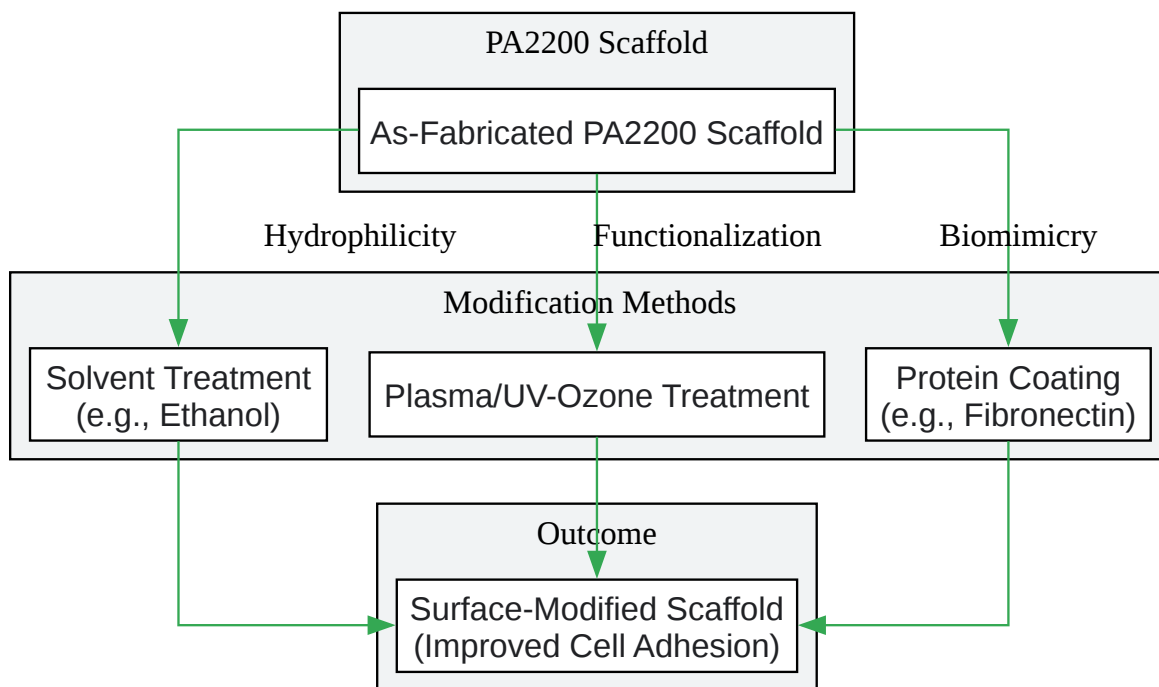 PA2200 Scaffold
As-Fabricated PA2200 Scaffold
Hydrophilicity
Functionalization
Biomimicry
Modification Methods
Solvent Treatment
(e.g., Ethanol)
Plasma/UV-Ozone Treatment
Protein Coating
(e.g., Fibronectin)
Outcome
Surface-Modified Scaffold
(Improved Cell Adhesion)